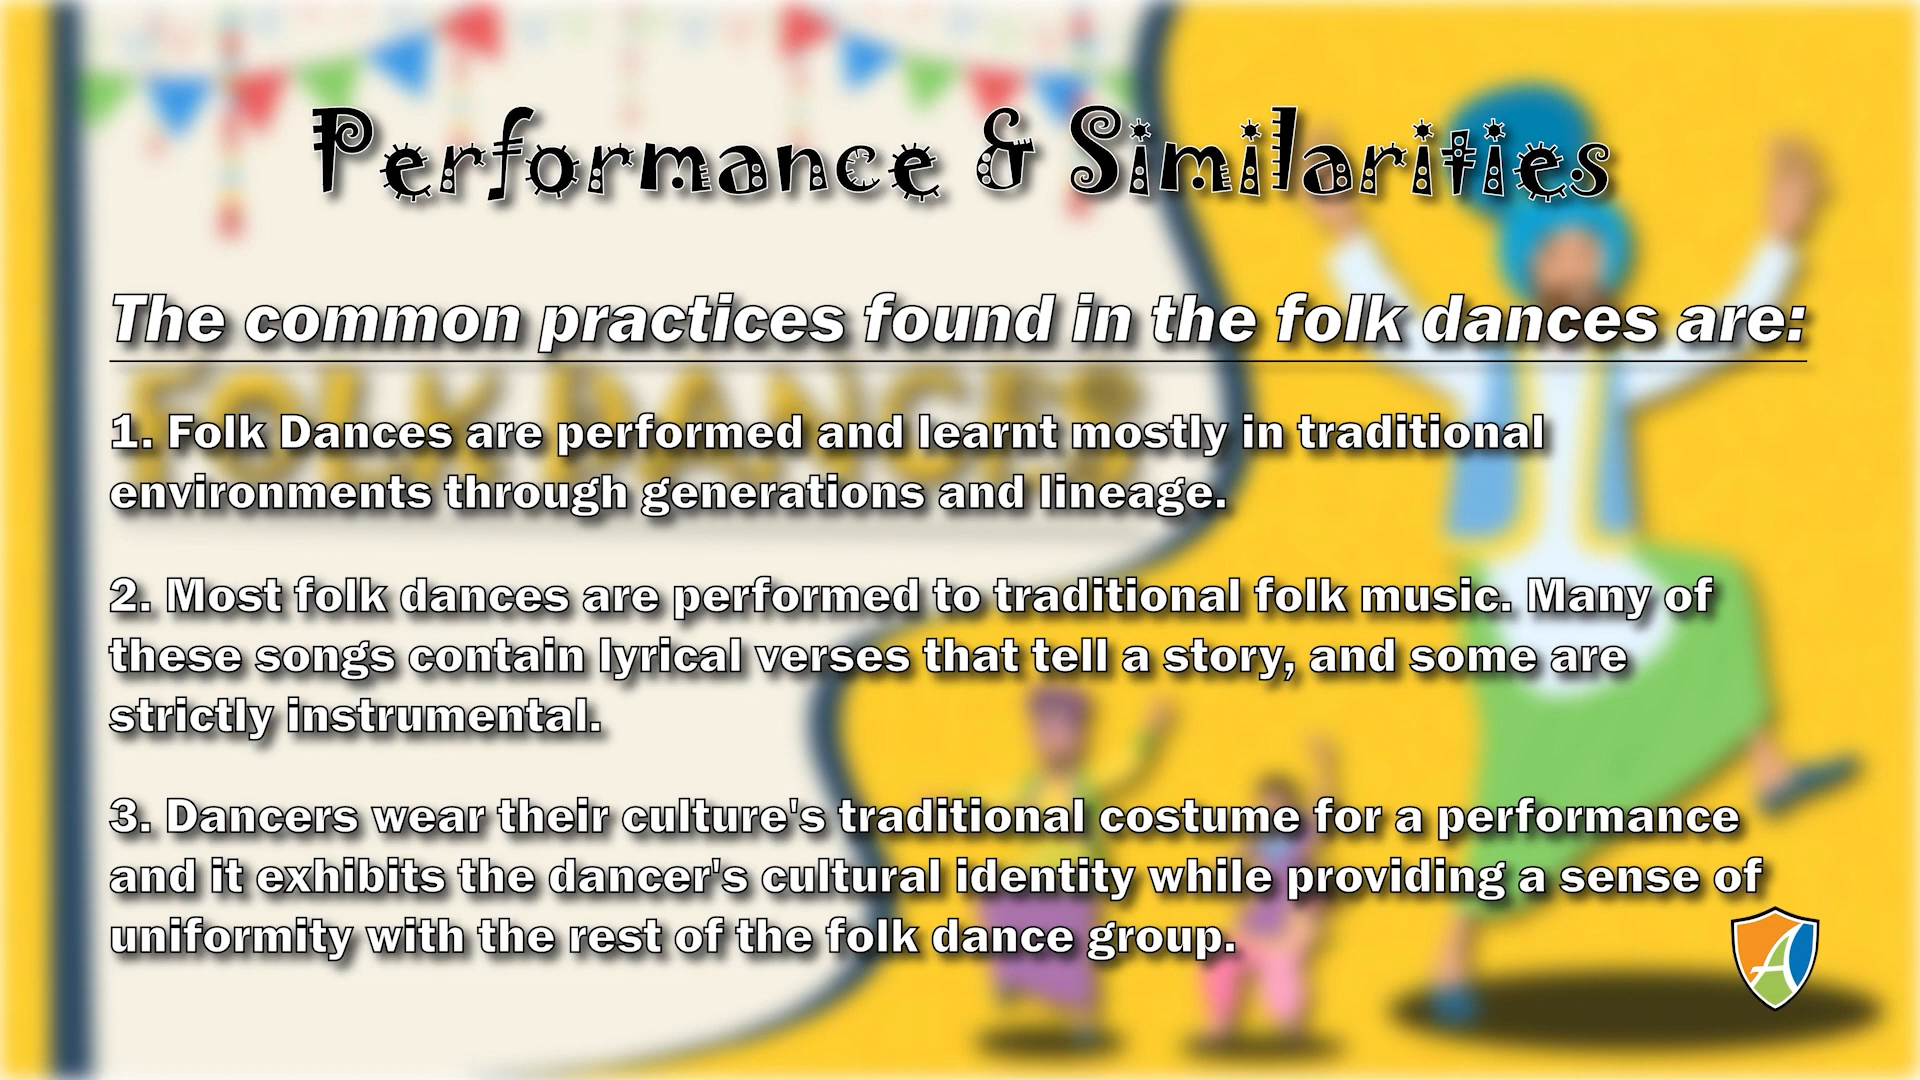 Performance & Similarities
The common practices found in the folk dances are:
FOLK DANCES
1. Folk Dances are performed and learnt mostly in traditional
environments through generations and lineage.
2. Most folk dances are performed to traditional folk music. Many of
these songs contain lyrical verses that tell a story, and some are
strictly instrumental.
3. Dancers wear their culture's traditional costume for a performance
and it exhibits the dancer's cultural identity while providing a sense of
uniformity with the rest of the folk dance group.
A